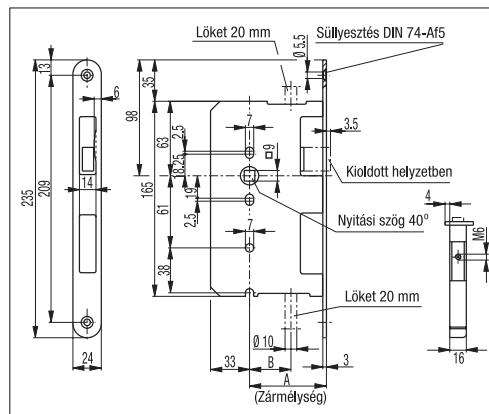 Löket 20 mm
Ø 5.5
Süllyesztés DIN 74-Af5
13
6
35
98
3.5
63
2.5
7
□9
18.25
Kioldott helyzetben
14
235
209
165
19
Nyitási szög 40°
4
M6
2.5
61
7
38
Löket 20 mm
Ø 10
24
33
B
3
16
A
(Zármélység)